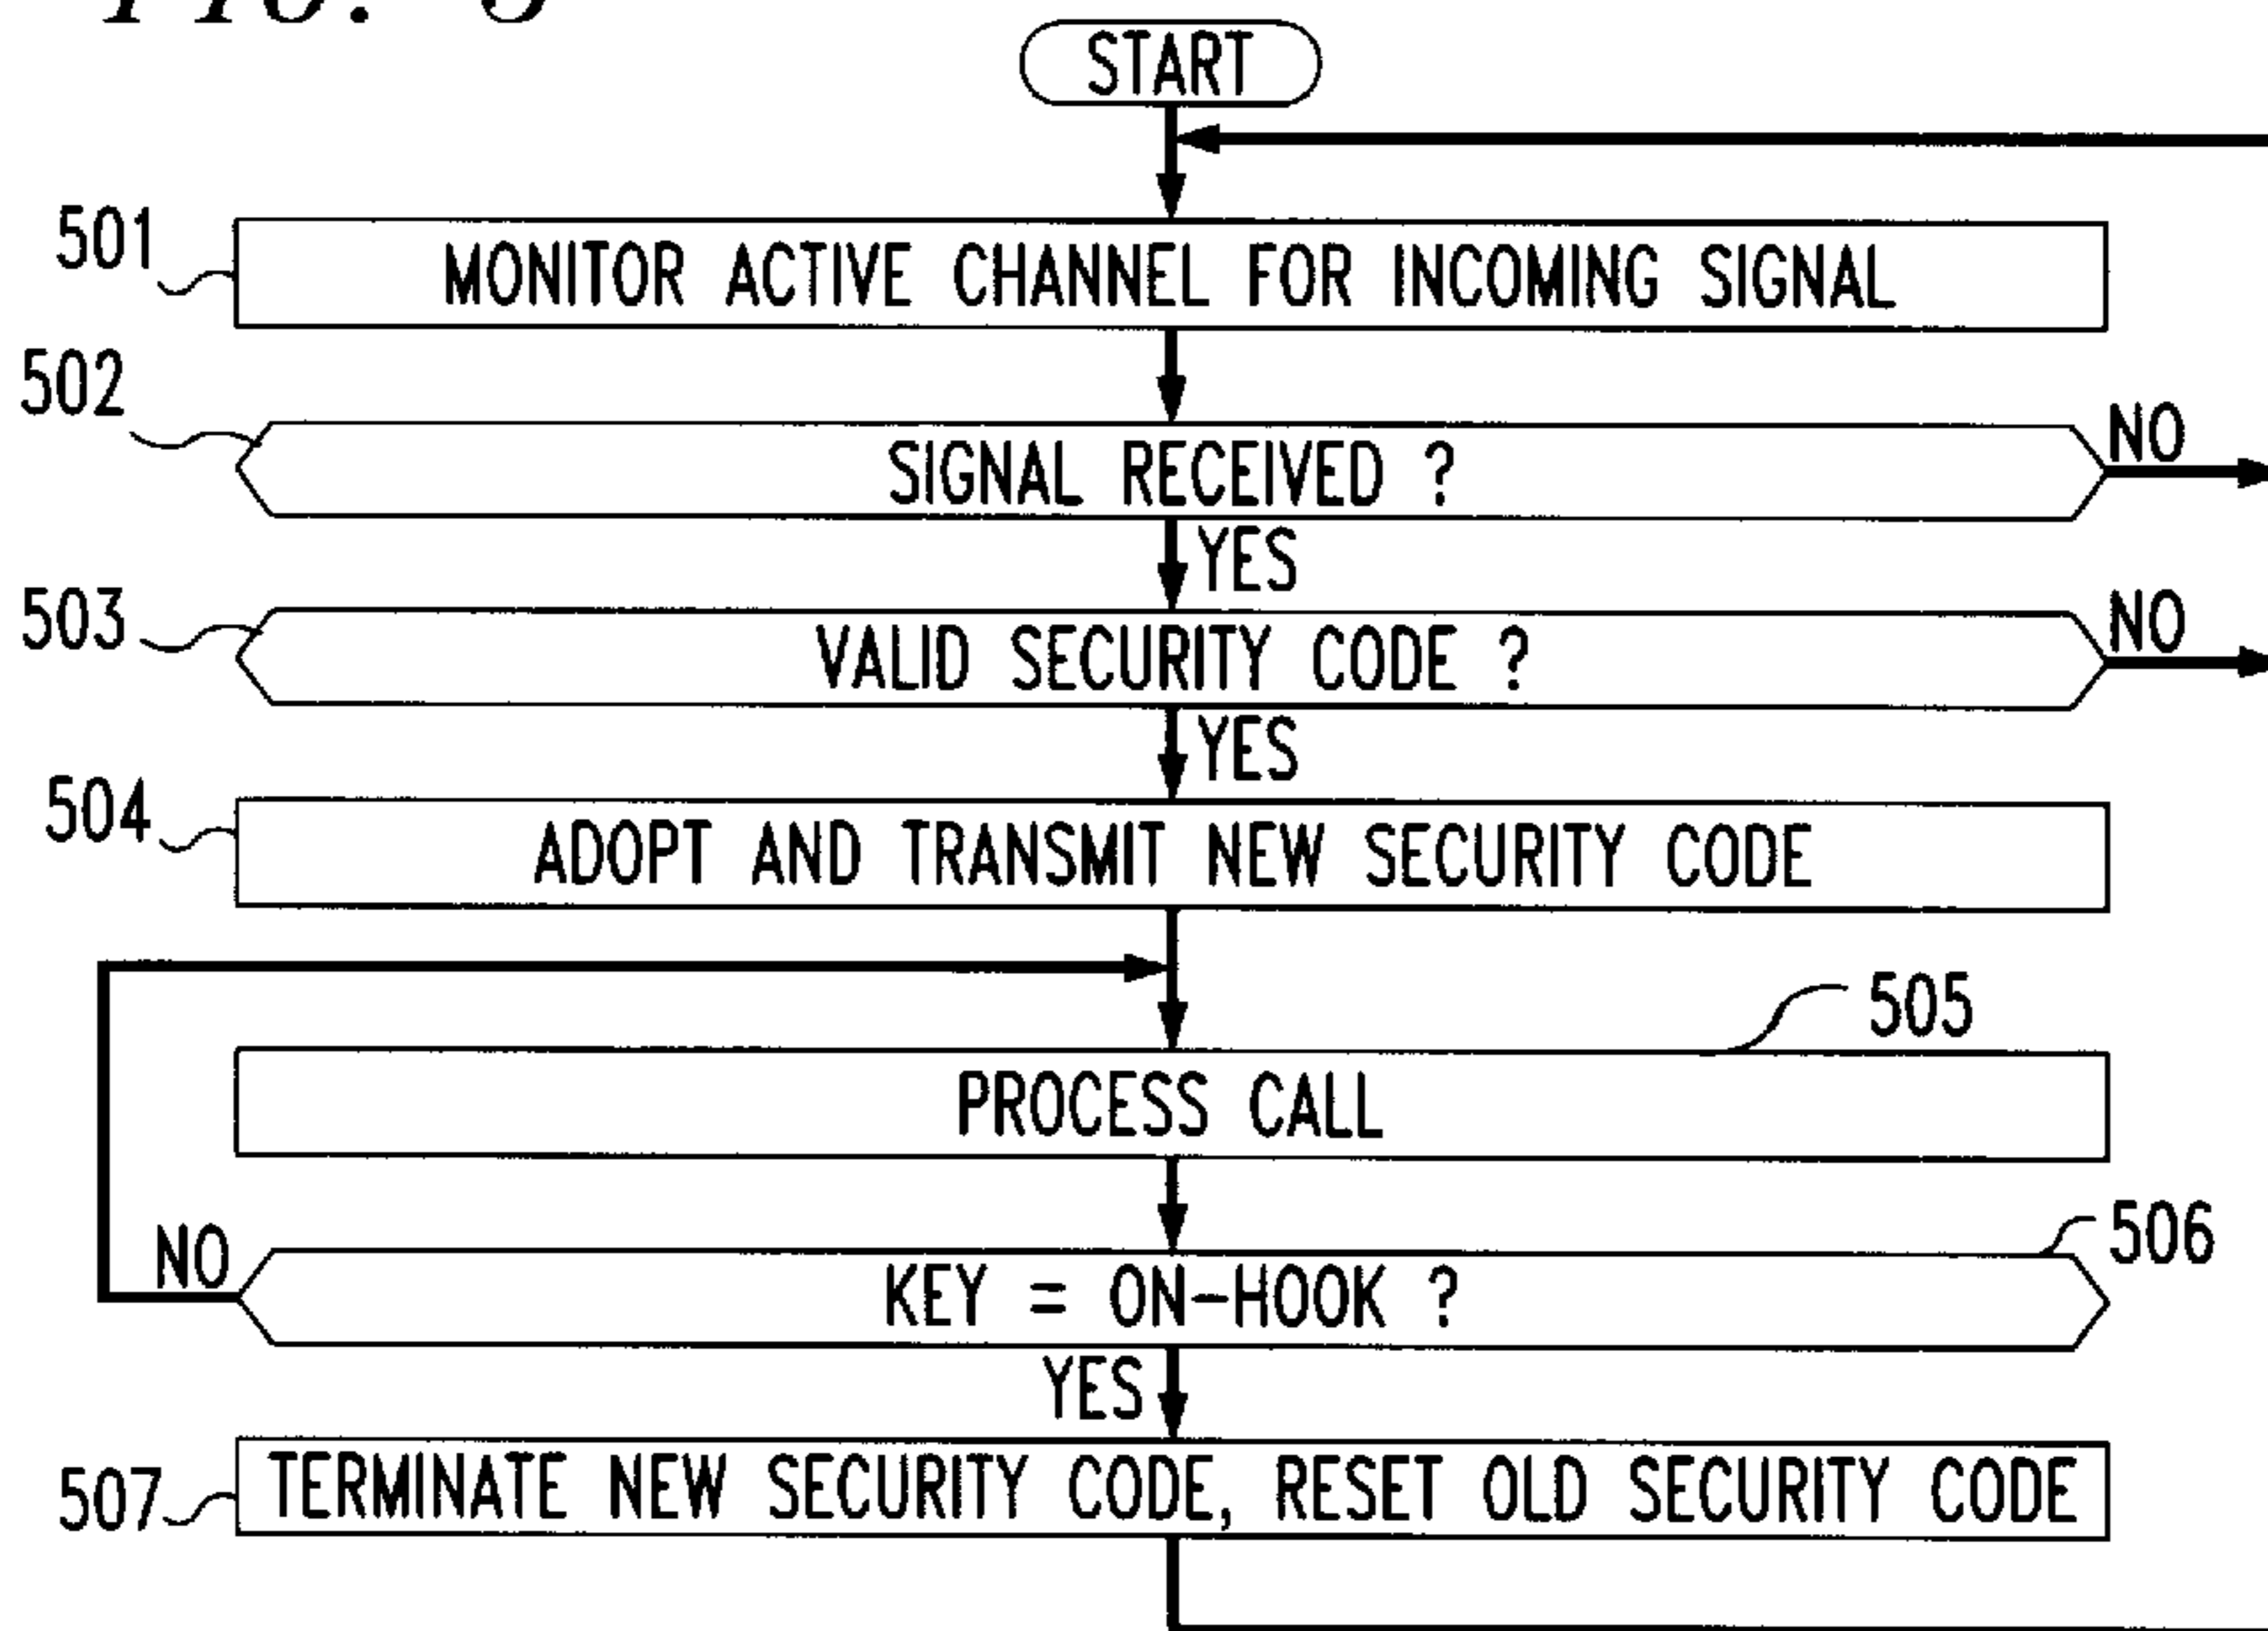 FIG. 5
START
501
MONITOR ACTIVE CHANNEL FOR INCOMING SIGNAL
502
SIGNAL RECEIVED ?
NO
YES
503
VALID SECURITY CODE ?
NO
YES
504
ADOPT AND TRANSMIT NEW SECURITY CODE
505
PROCESS CALL
506
NO
KEY = ON-HOOK ?
YES
507
TERMINATE NEW SECURITY CODE, RESET OLD SECURITY CODE